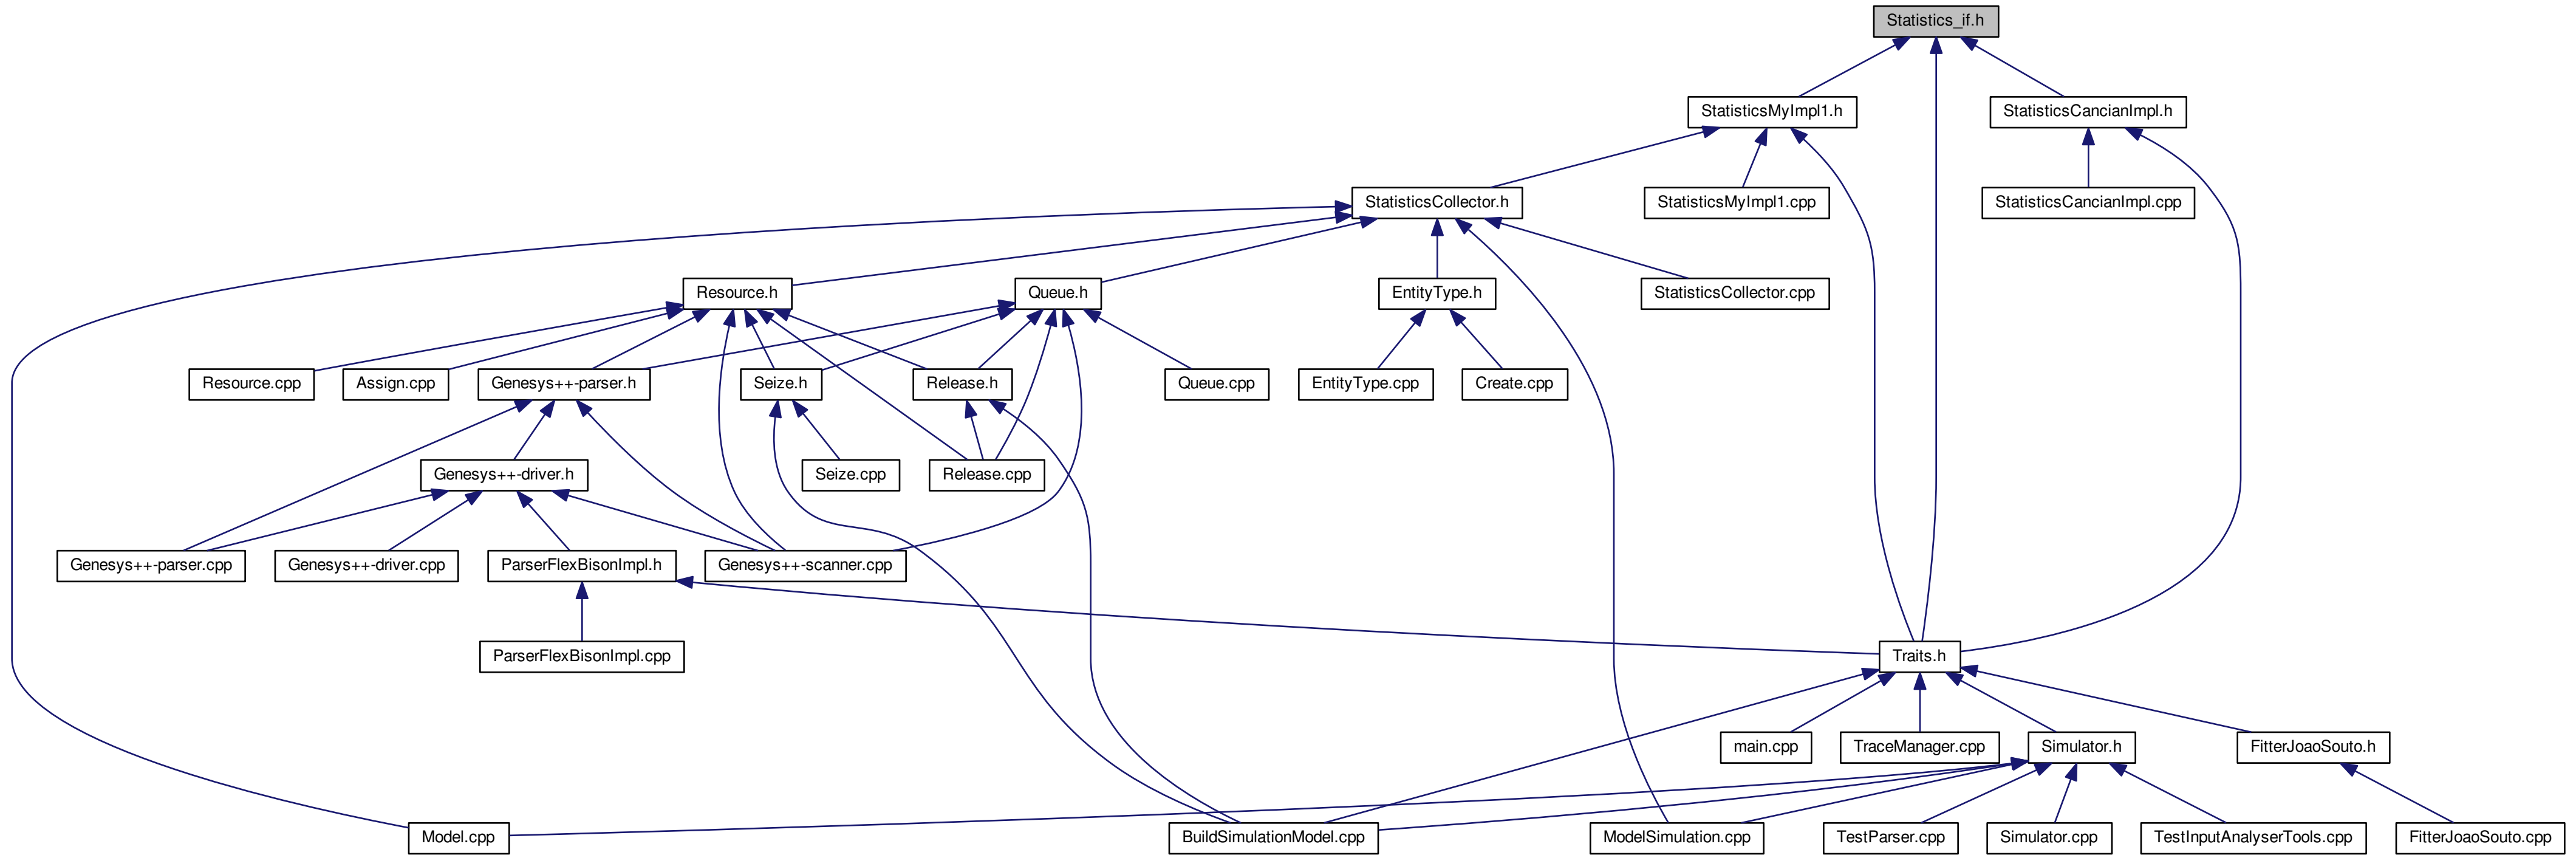 Statistics_if.h
StatisticsMyImpl1.h
StatisticsCancianImpl.h
StatisticsCollector.h
StatisticsMyImpl1.cpp
StatisticsCancianImpl.cpp
Resource.h
Queue.h
EntityType.h
StatisticsCollector.cpp
Resource.cpp
Assign.cpp
Genesys++-parser.h
Seize.h
Release.h
Queue.cpp
EntityType.cpp
Create.cpp
Genesys++-driver.h
Seize.cpp
Release.cpp
Genesys++-parser.cpp
Genesys++-driver.cpp
ParserFlexBisonImpl.h
Genesys++-scanner.cpp
ParserFlexBisonImpl.cpp
Traits.h
main.cpp
TraceManager.cpp
Simulator.h
FitterJoaoSouto.h
Model.cpp
BuildSimulationModel.cpp
ModelSimulation.cpp
TestParser.cpp
Simulator.cpp
TestInputAnalyserTools.cpp
FitterJoaoSouto.cpp